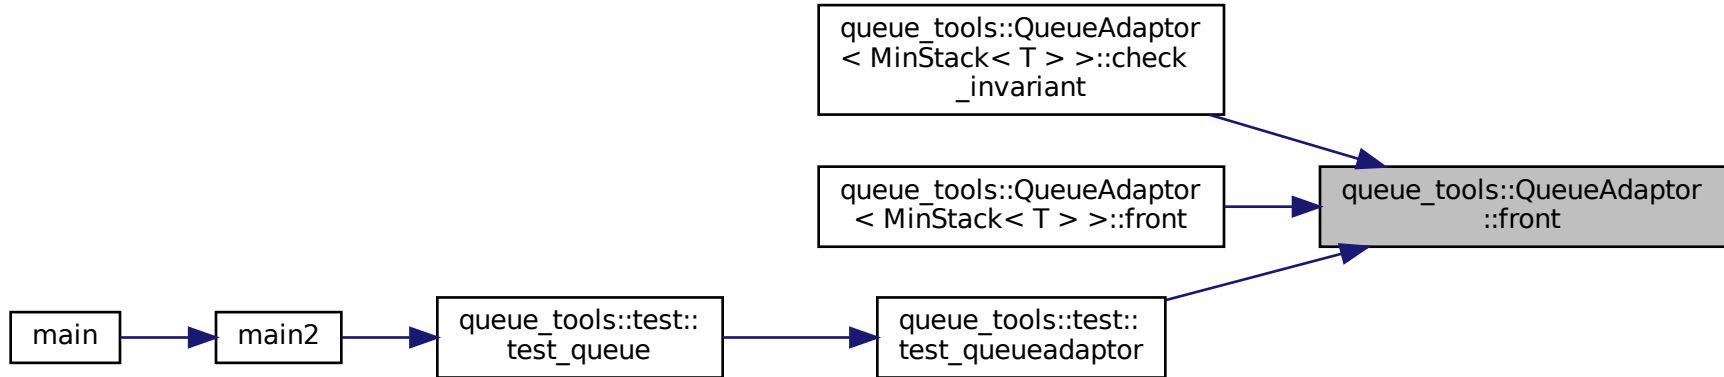 queue_tools::QueueAdaptor
< MinStack< T > >::check
_invariant
queue_tools::QueueAdaptor
< MinStack< T > >::front
queue_tools::QueueAdaptor
::front
main
main2
queue_tools::test::
test_queue
queue_tools::test::
test_queueadaptor